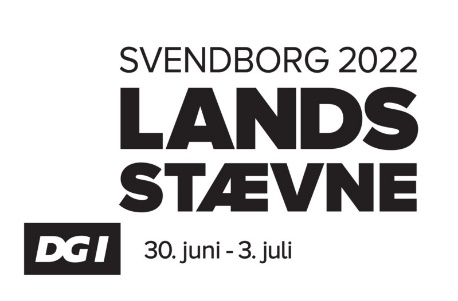 SVENDBORG 2022
LANDS
STÆVNE
DGI 30. juni - 3. juli